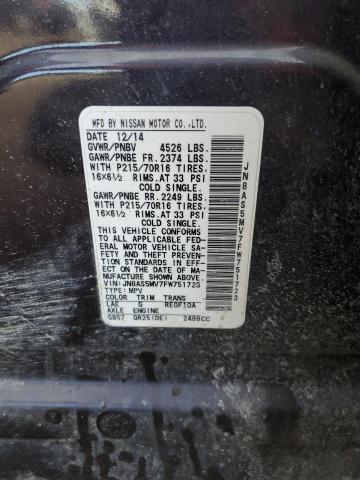 MFD BY NISSAN MOTOR CO.,LTD.
DATE 12/14
GVWR/PNBV 4526 LBS.
GAWR/PNBE FR. 2374 LBS.
WITH P215/70R16 TIRES.
16X6½ RIMS. AT 33 PSI
COLD SINGLE.
GAWR/PNBE RR. 2249 LBS.
WITH P215/70R16 TIRES.
16X6½ RIMS. AT 33 PSI
COLD SINGLE.
THIS VEHICLE CONFORMS
TO ALL APPLICABLE FED-
ERAL MOTOR VEHICLE SA-
FETY AND THEFT PREVEN-
TION STANDARDS IN EFF-
ECT ON THE DATE OF MA-
NUFACTURE SHOWN ABOVE.
VIN:JN8AS5MV7FW751723
TYPE: MPV
COLOR TRIM TRANS
LAE G RE0F10A
AXLE ENGINE
GB57 QR25(DE) 2488CC
JN8AS5MV7FW751723